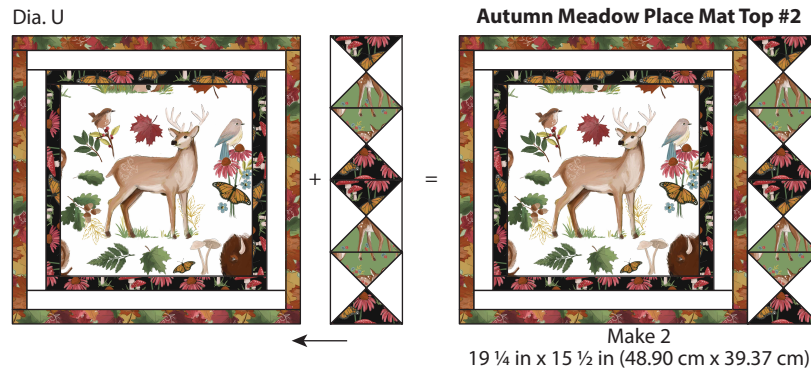 Dia. U
Autumn Meadow Place Mat Top #2
+
=
Make 2
19 ¼ in x 15 ½ in (48.90 cm x 39.37 cm)